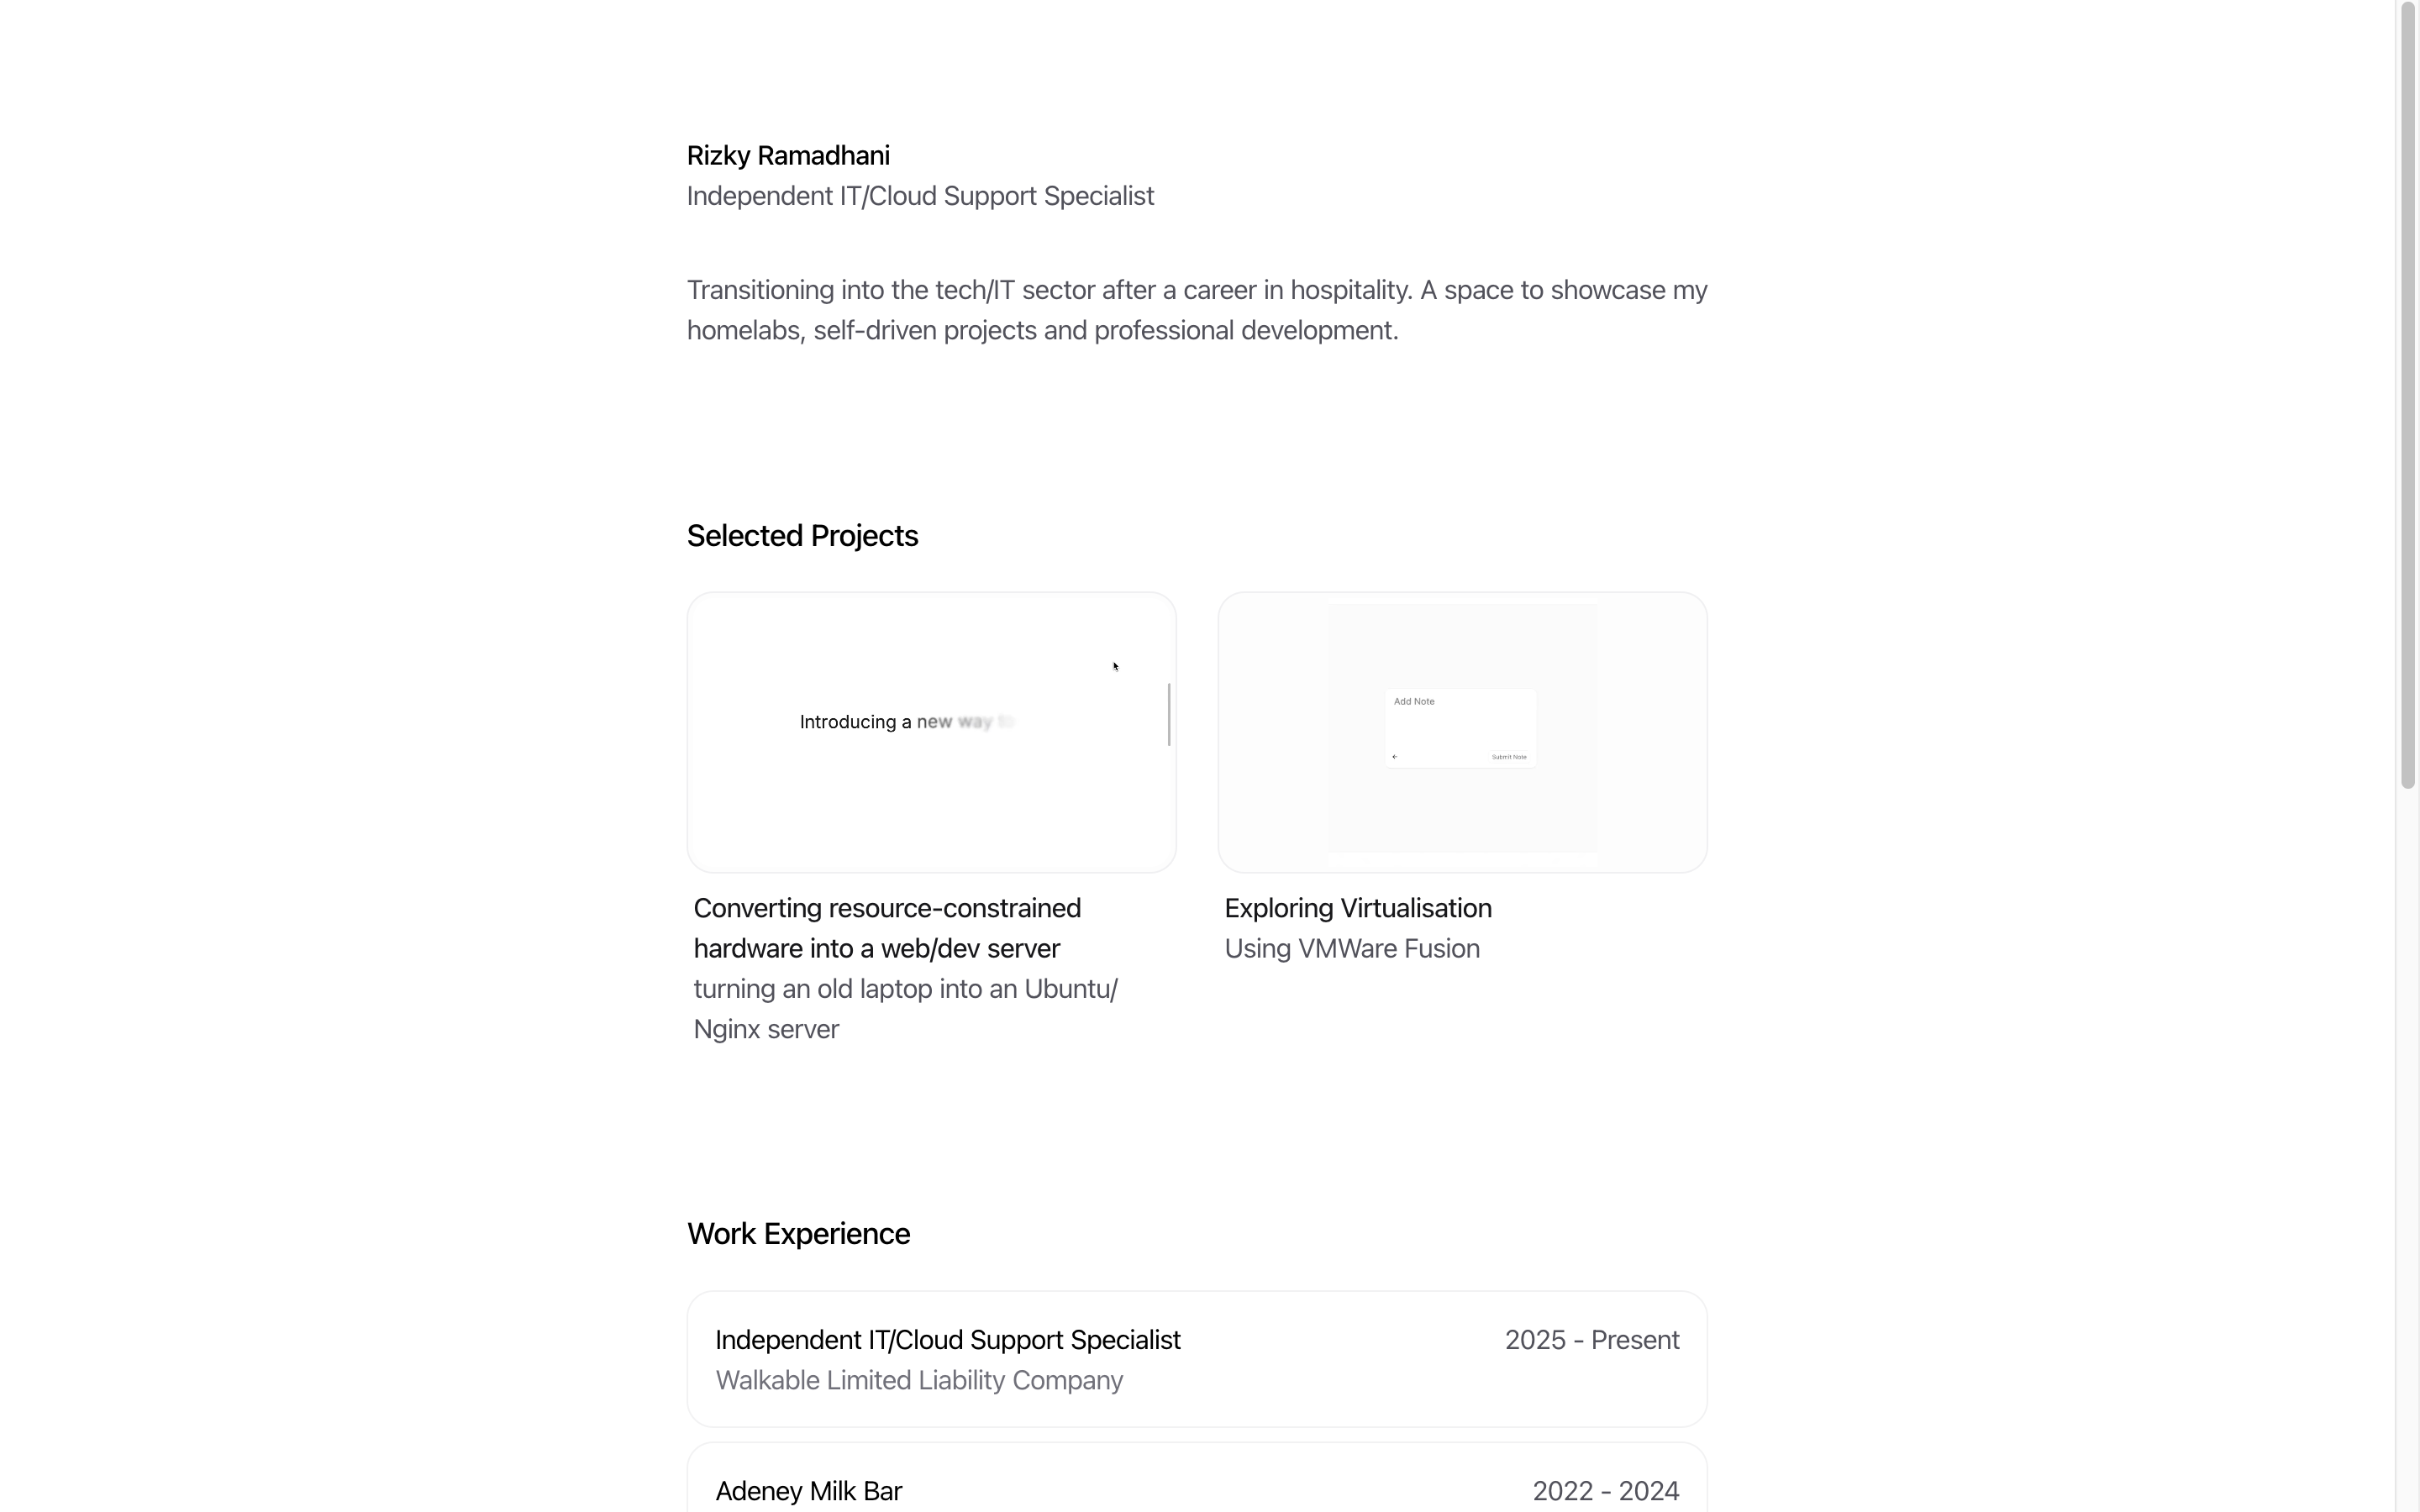 Rizky Ramadhani
Independent IT/Cloud Support Specialist
Transitioning into the tech/IT sector after a career in hospitality. A space to showcase my
homelabs, self-driven projects and professional development.
Selected Projects
Introducing a new way to
Add Note
Submit Note
Converting resource-constrained
hardware into a web/dev server
turning an old laptop into an Ubuntu/
Nginx server
Exploring Virtualisation
Using VMWare Fusion
Work Experience
Independent IT/Cloud Support Specialist
2025 - Present
Walkable Limited Liability Company
Adeney Milk Bar
2022 - 2024